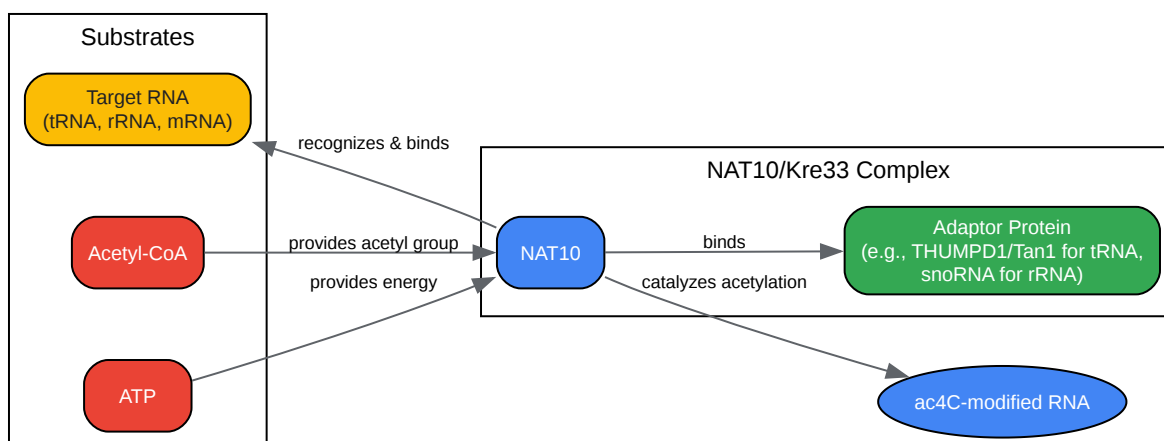 Substrates
Target RNA
(tRNA, rRNA, mRNA)
recognizes & binds
NAT10/Kre33 Complex
Acetyl-CoA
provides acetyl group
NAT10
binds
Adaptor Protein
(e.g., THUMPD1/Tan1 for tRNA,
snoRNA for rRNA)
provides energy
catalyzes acetylation
ATP
ac4C-modified RNA